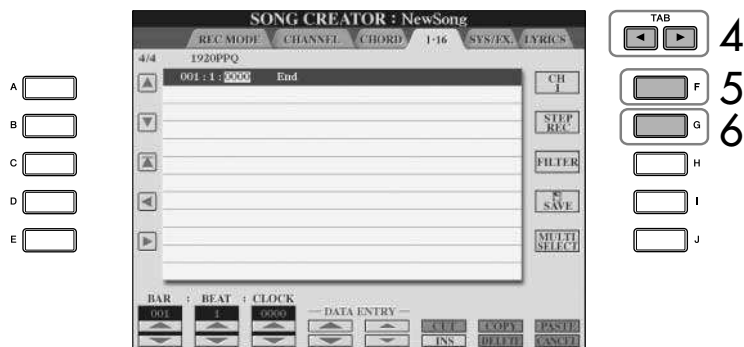 SONG CREATOR : NewSong
REC MODE CHANNEL CHORD 1-16 SYS/EX. LYRICS
TAB
4
4/4 1920PPQ
001 : 1 : 0000 End
CH
1
A
F
5
B
STEP
REC
G
6
C
FILTER
H
D
SAVE
I
E
MULTI
SELECT
J
BAR : BEAT : CLOCK
001 1 0000
DATA ENTRY
CUT COPY PASTE
INS DELETE CANCEL